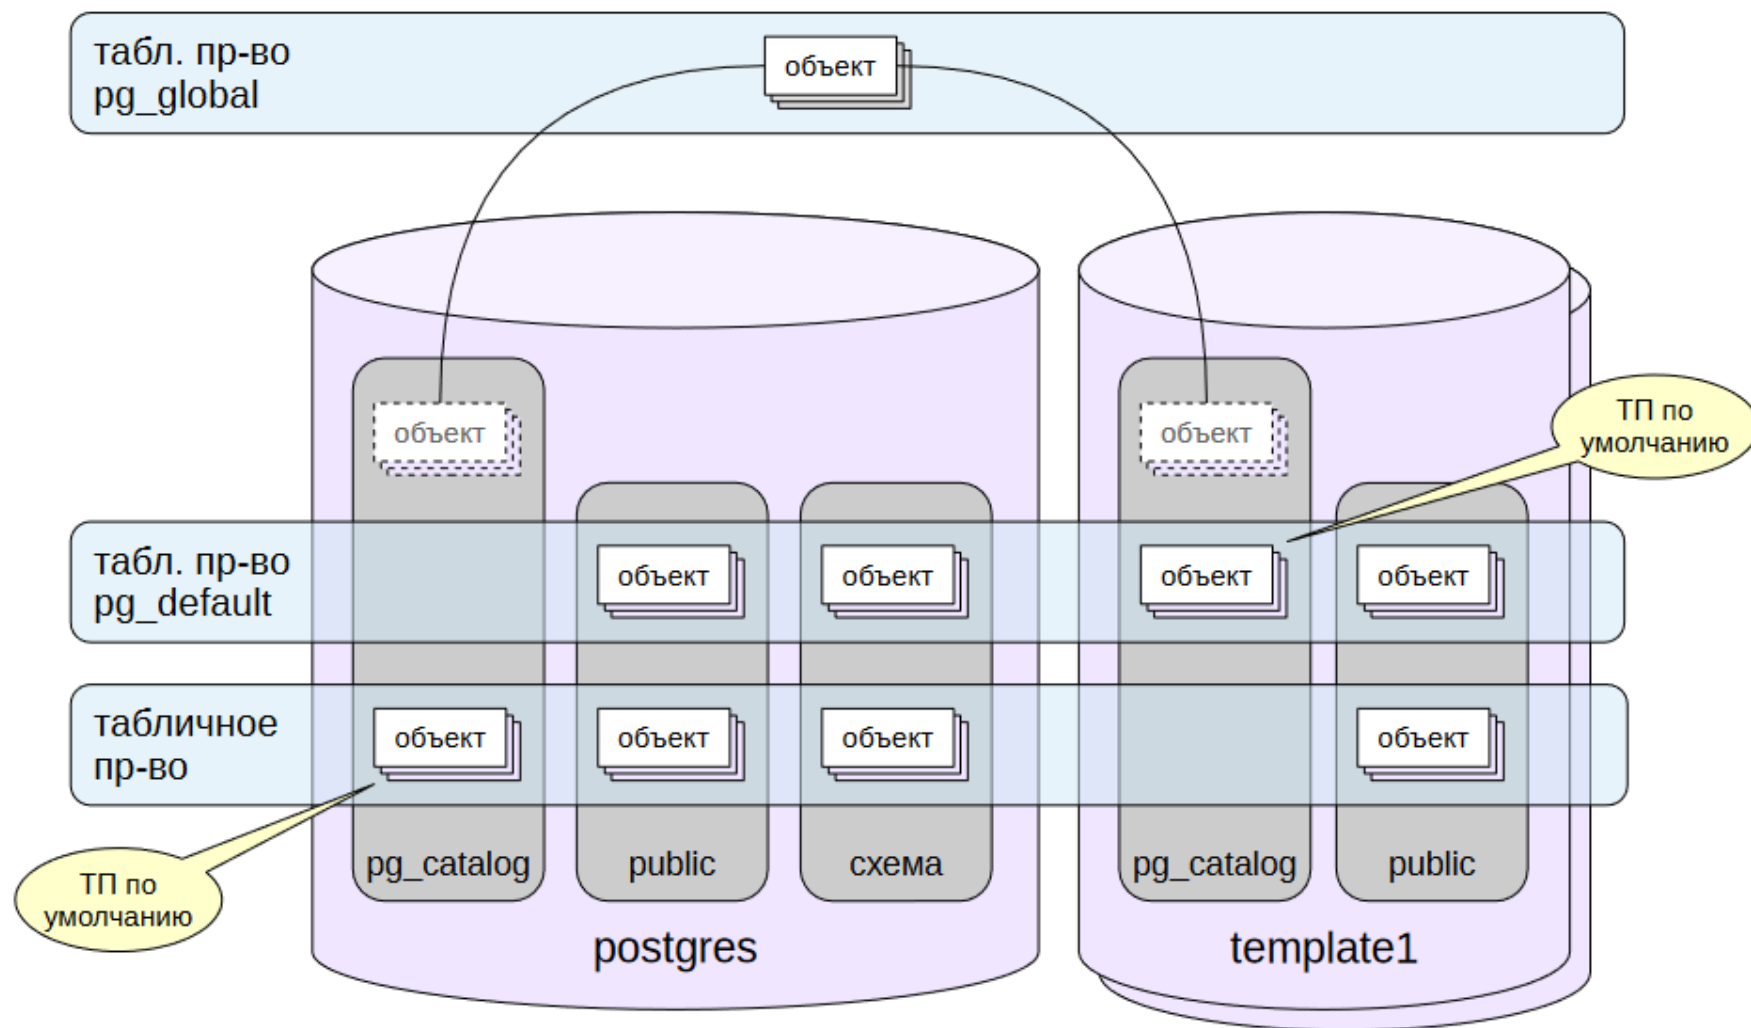 табл. пр-во
pg_global
объект
объект
объект
ТП по
умолчанию
табл. пр-во
pg_default
объект
объект
объект
объект
табличное
пр-во
объект
объект
объект
объект
ТП по
умолчанию
pg_catalog
public
схема
pg_catalog
public
postgres
template1